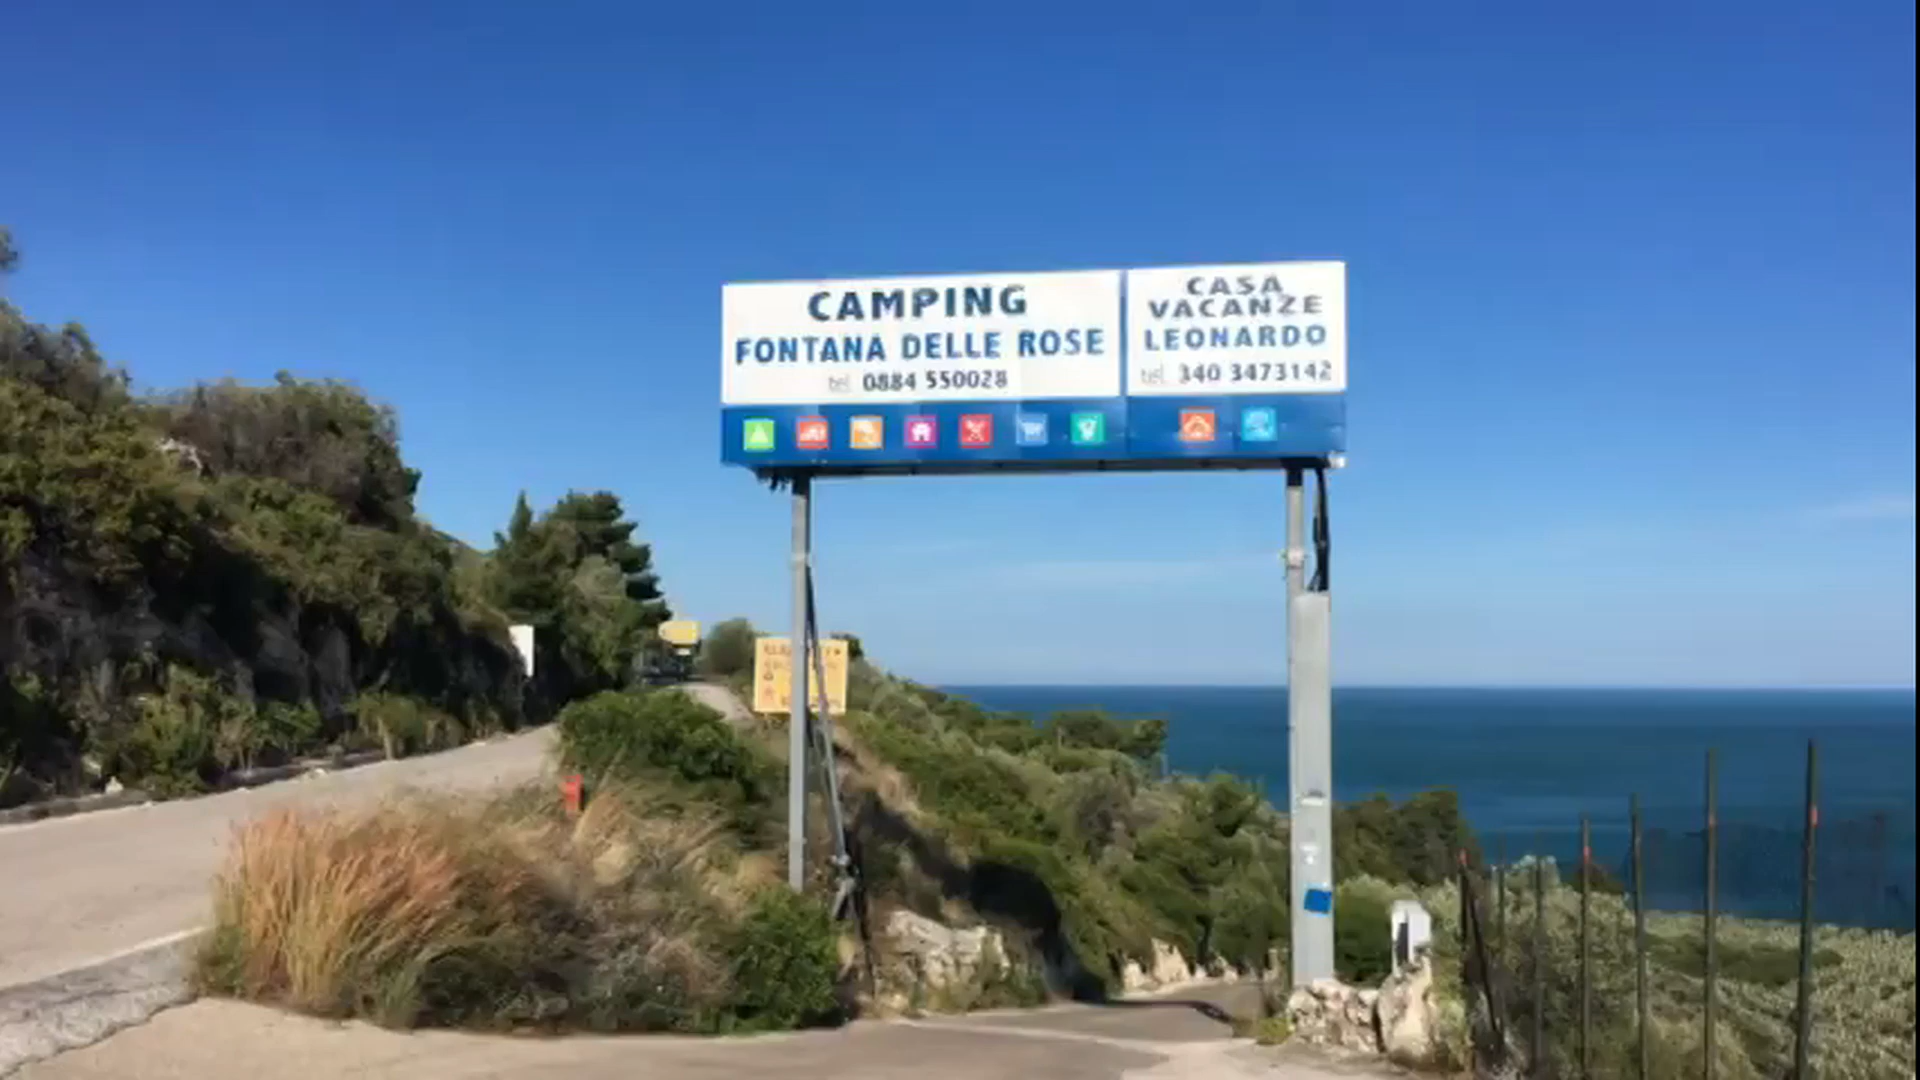 CAMPING
FONTANA DELLE ROSE
tel. 0884 550028
CASA
VACANZE
LEONARDO
tel. 340 3473142